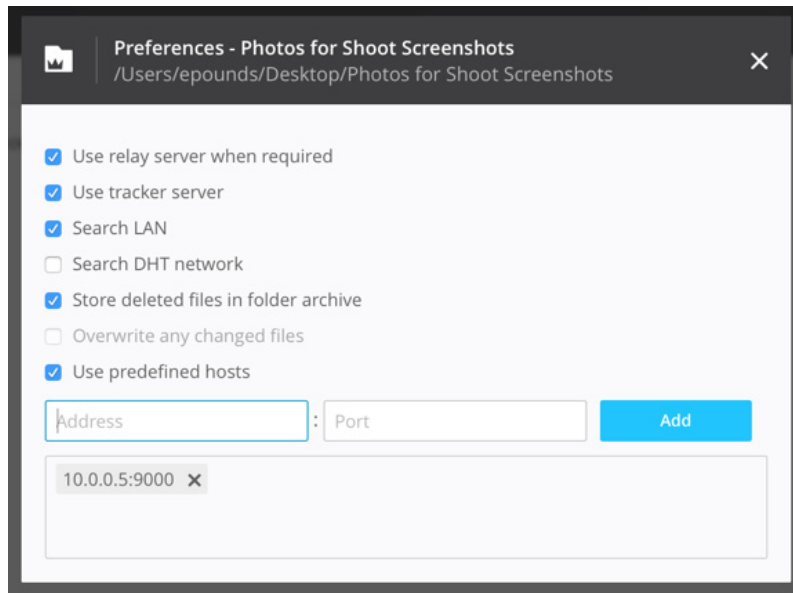 Preferences - Photos for Shoot Screenshots
/Users/epounds/Desktop/Photos for Shoot Screenshots
Use relay server when required
Use tracker server
Search LAN
Search DHT network
Store deleted files in folder archive
Overwrite any changed files
Use predefined hosts
Address : Port Add
10.0.0.5:9000